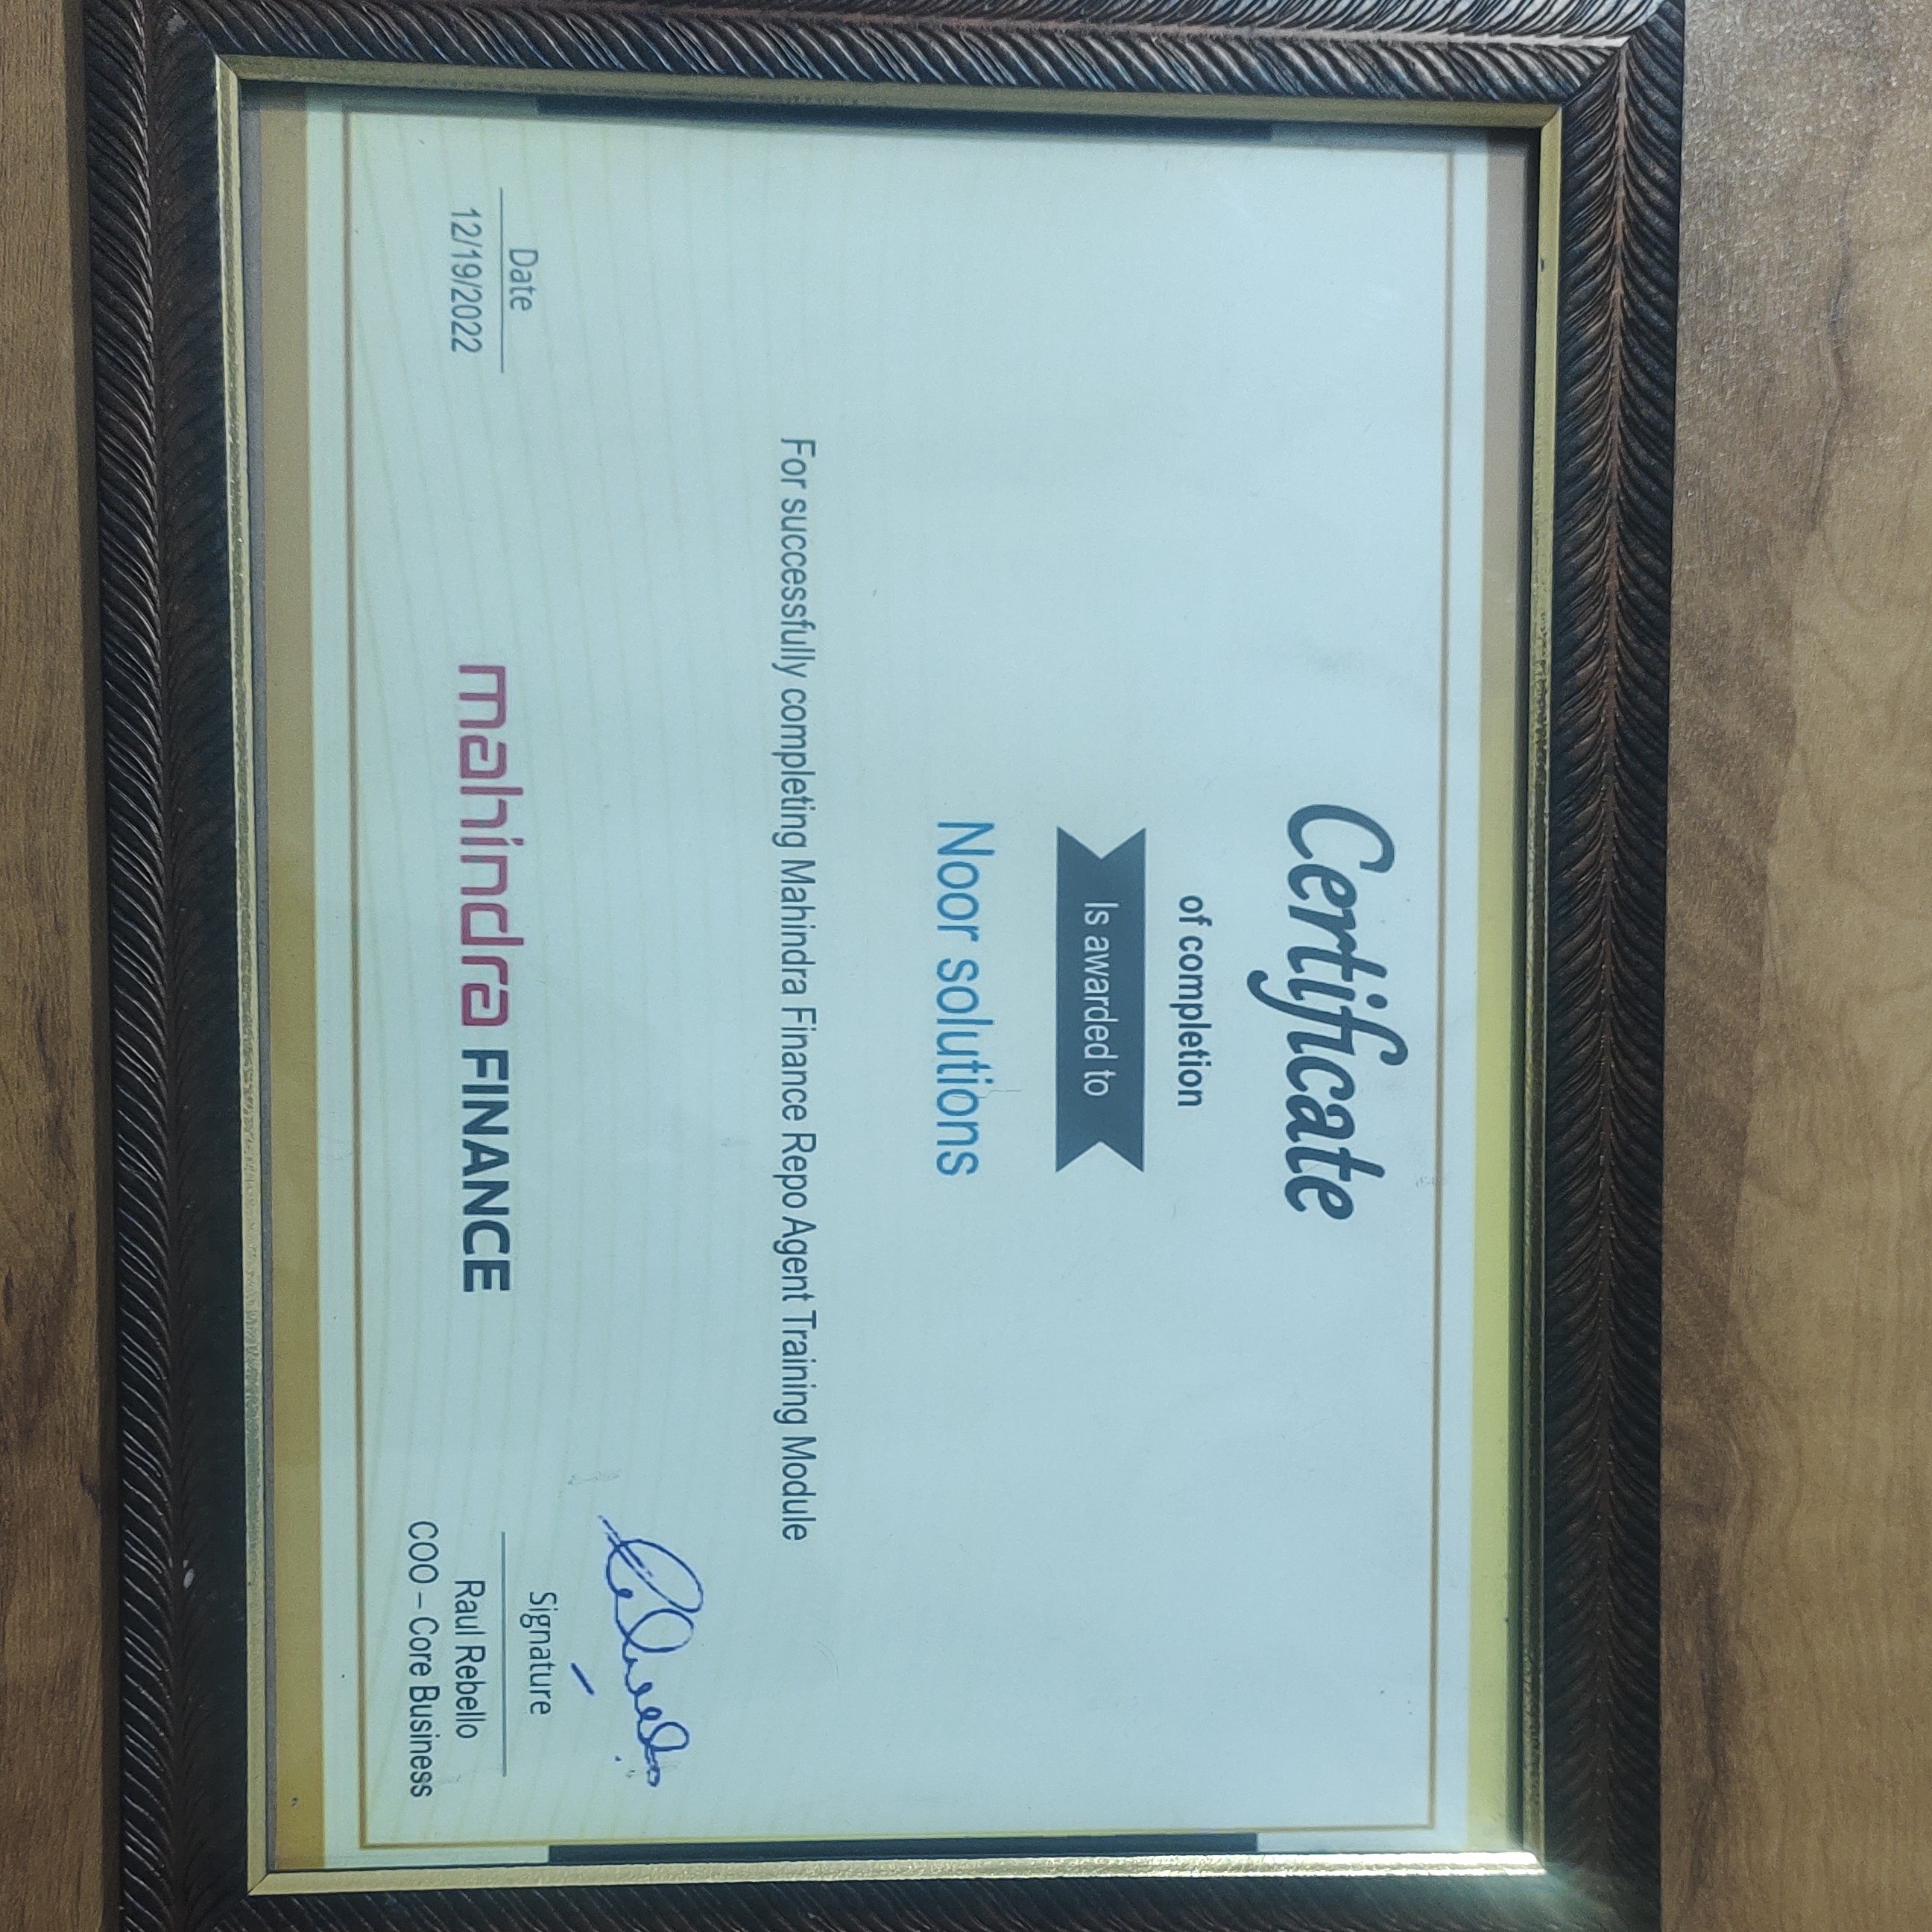 Certificate
of completion
Is awarded to
Noor solutions
For successfully completing Mahindra Finance Repo Agent Training Module
Date
12/19/2022
mahindra FINANCE
Signature
Raul Rebello
COO – Core Business